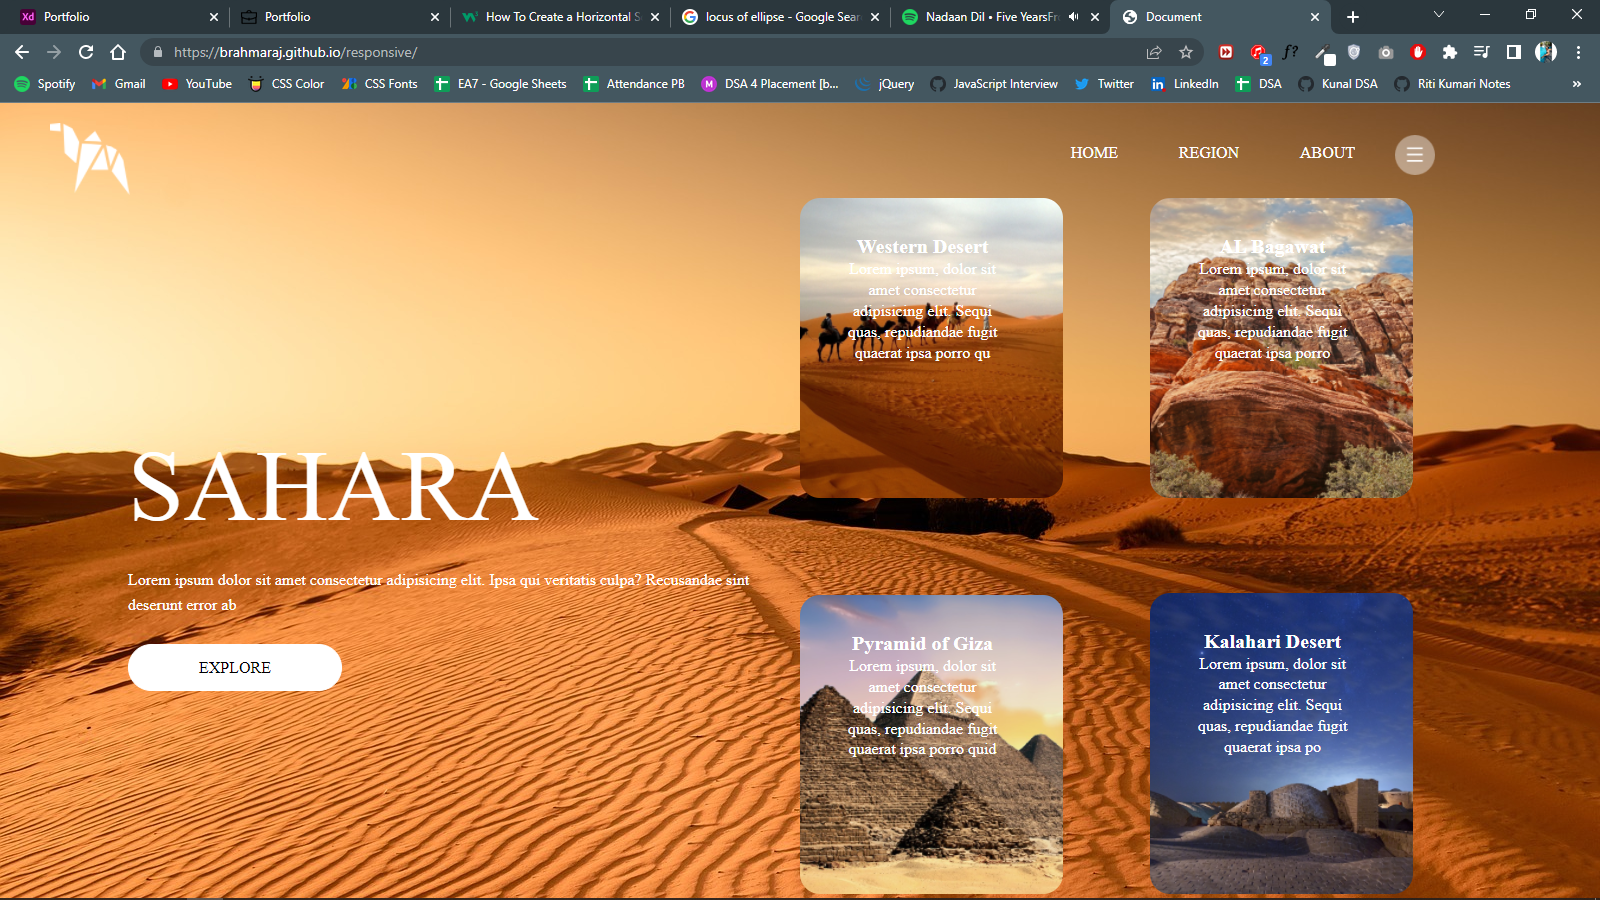 Xd Portfolio
Portfolio
How To Create a Horizontal S
locus of ellipse - Google Sear
Nadaan Dil • Five YearsFr
Document
https://brahmaraj.github.io/responsive/
f?
2
Spotify
Gmail
YouTube
CSS Color
CSS Fonts
EA7 - Google Sheets
Attendance PB
M DSA 4 Placement [b...
jQuery
JavaScript Interview
Twitter
in LinkedIn
DSA
Kunal DSA
Riti Kumari Notes
»
HOME
REGION
ABOUT
Western Desert
Lorem ipsum, dolor sit
amet consectetur
adipisicing elit. Sequi
quas, repudiandae fugit
quaerat ipsa porro qu
AL Bagawat
Lorem ipsum, dolor sit
amet consectetur
adipisicing elit. Sequi
quas, repudiandae fugit
quaerat ipsa porro
SAHARA
Lorem ipsum dolor sit amet consectetur adipisicing elit. Ipsa qui veritatis culpa? Recusandae sint
deserunt error ab
EXPLORE
Pyramid of Giza
Lorem ipsum, dolor sit
amet consectetur
adipisicing elit. Sequi
quas, repudiandae fugit
quaerat ipsa porro quid
Kalahari Desert
Lorem ipsum, dolor sit
amet consectetur
adipisicing elit. Sequi
quas, repudiandae fugit
quaerat ipsa po